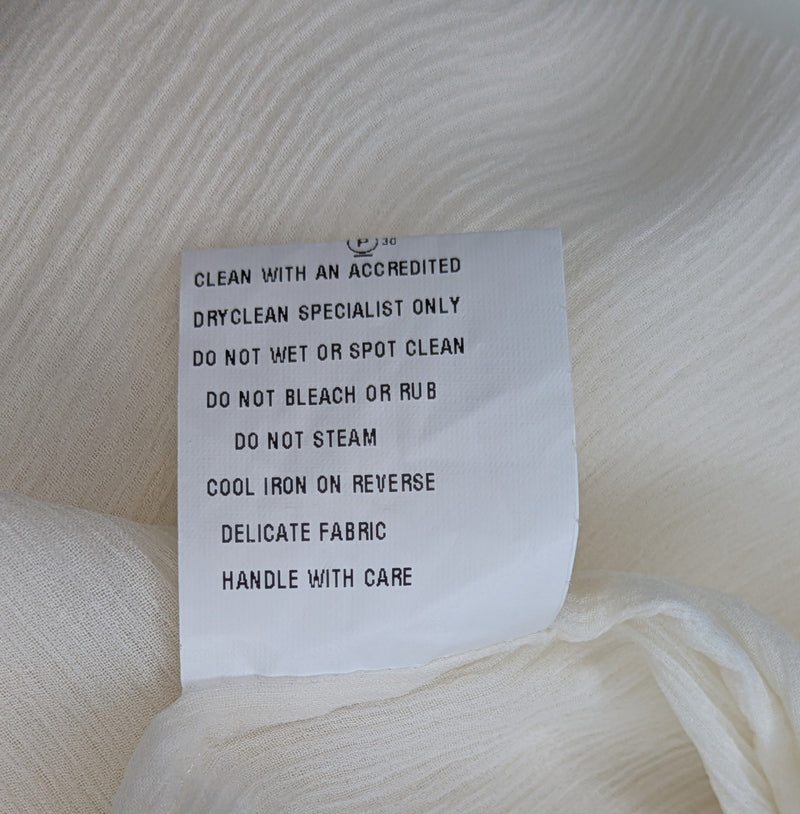 P 30
CLEAN WITH AN ACCREDITED
DRYCLEAN SPECIALIST ONLY
DO NOT WET OR SPOT CLEAN
DO NOT BLEACH OR RUB
DO NOT STEAM
COOL IRON ON REVERSE
DELICATE FABRIC
HANDLE WITH CARE